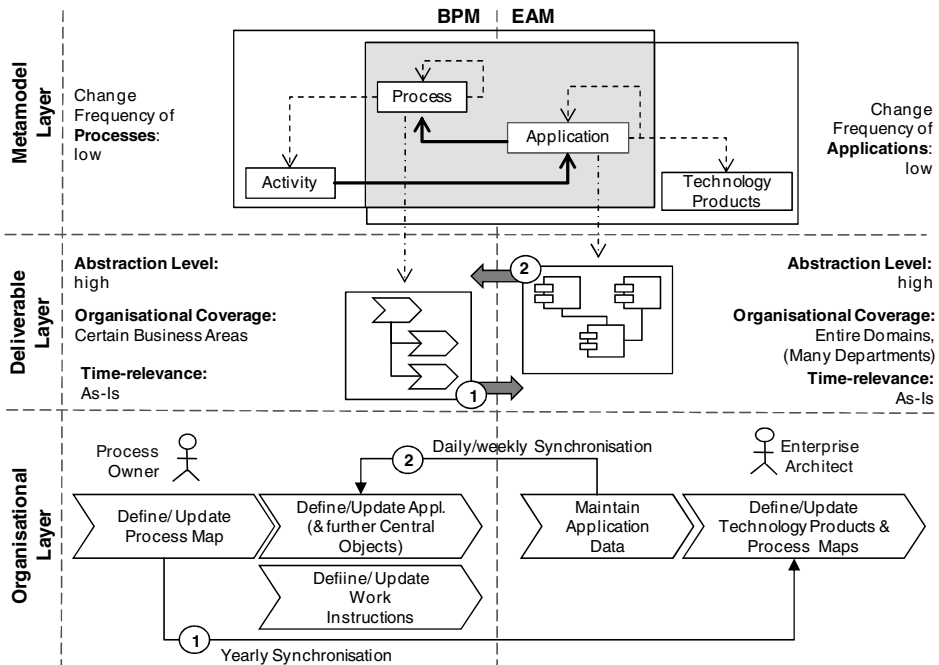 BPM EAM
Metamodel
Layer
Change
Frequency of
Processes:
low
Process
Application
Activity
Technology
Products
Change
Frequency of
Applications:
low
Deliverable
Layer
Abstraction Level:
high
Organisational Coverage:
Certain Business Areas
Time-relevance:
As-Is
2
1
Abstraction Level:
high
Organisational Coverage:
Entire Domains,
(Many Departments)
Time-relevance:
As-Is
Organisational
Layer
Process
Owner
Daily/weekly Synchronisation
2
Enterprise
Architect
Define/ Update
Process Map
Define/Update Appl.
(& further Central
Objects)
Maintain
Application
Data
Define/Update
Technology Products &
Process Maps
Defiine/ Update
Work
Instructions
1
Yearly Synchronisation